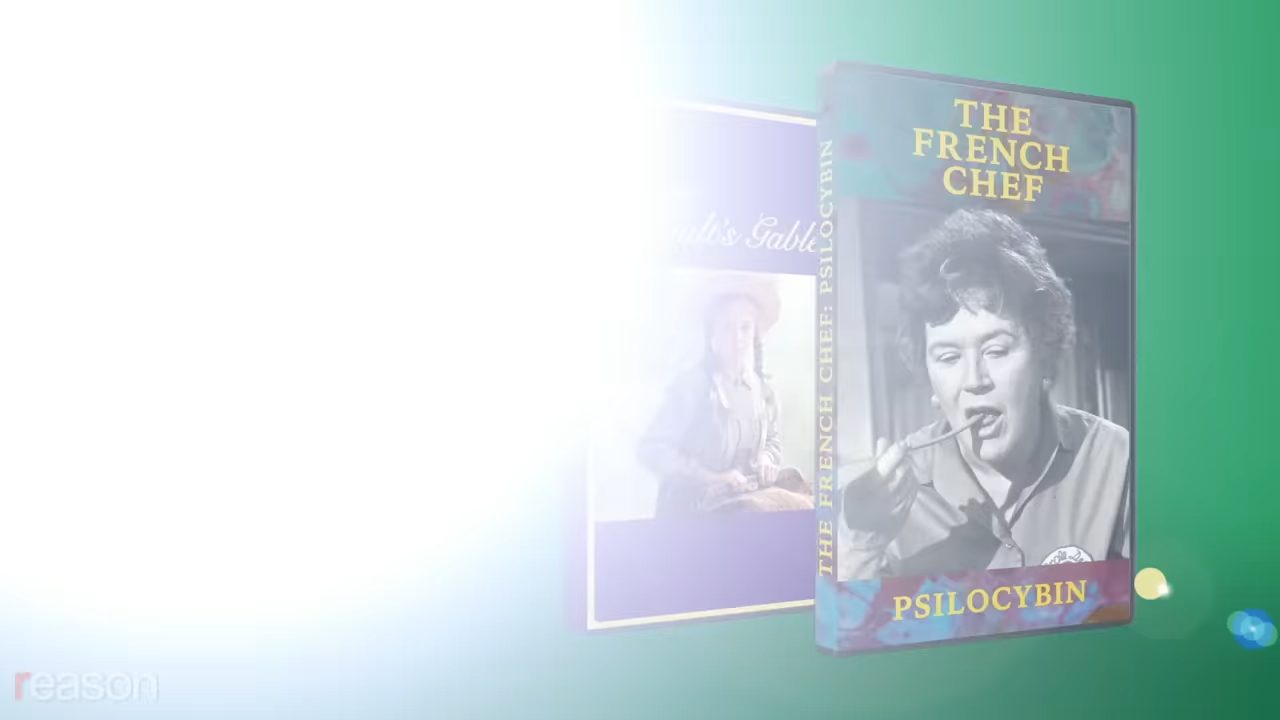 THE
FRENCH
CHEF
THE FRENCH CHEF: PSILOCYBIN
PSILOCYBIN
reason